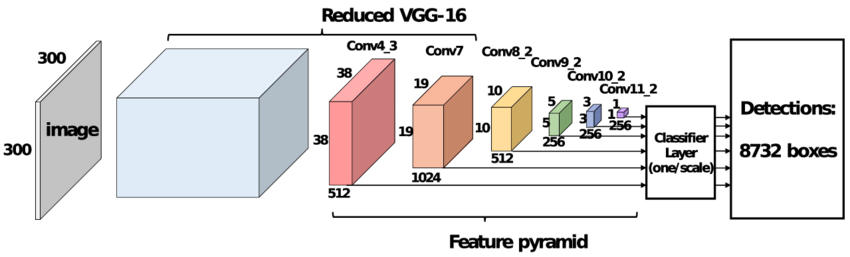 Reduced VGG-16
300
300
image
Conv4_3
38
38
512
Conv7
19
19
1024
Conv8_2
10
10
512
Conv9_2
5
5
256
Conv10_2
3
3
256
Conv11_2
1
1
256
Classifier
Layer
(one/scale)
Detections:
8732 boxes
Feature pyramid